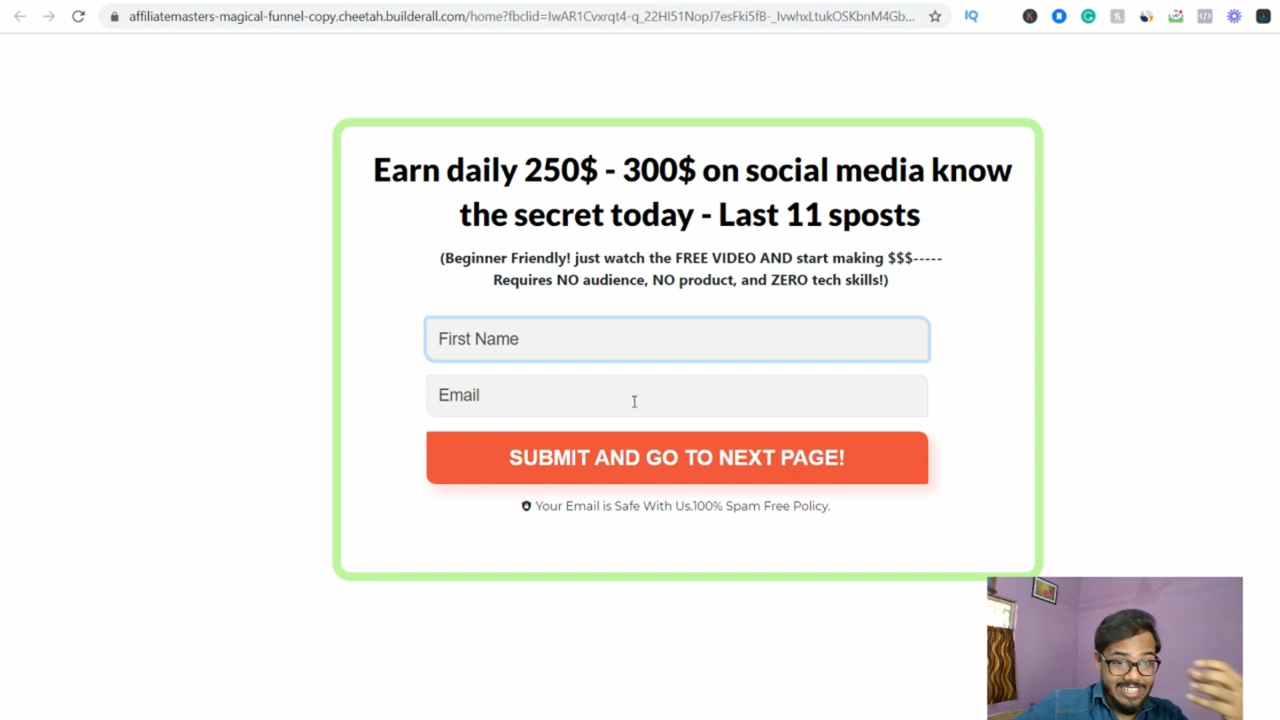 affiliatemasters-magical-funnel-copy.cheetah.builderall.com/home?fbclid=IwAR1Cvxrqt4-q_22HI51NopJ7esFki5fB-_IvwhxLtukOSKbnM4Gb...
IQ
Earn daily 250$ - 300$ on social media know
the secret today - Last 11 sposts
(Beginner Friendly! just watch the FREE VIDEO AND start making $$$-----
Requires NO audience, NO product, and ZERO tech skills!)
First Name
Email
SUBMIT AND GO TO NEXT PAGE!
Your Email is Safe With Us.100% Spam Free Policy.